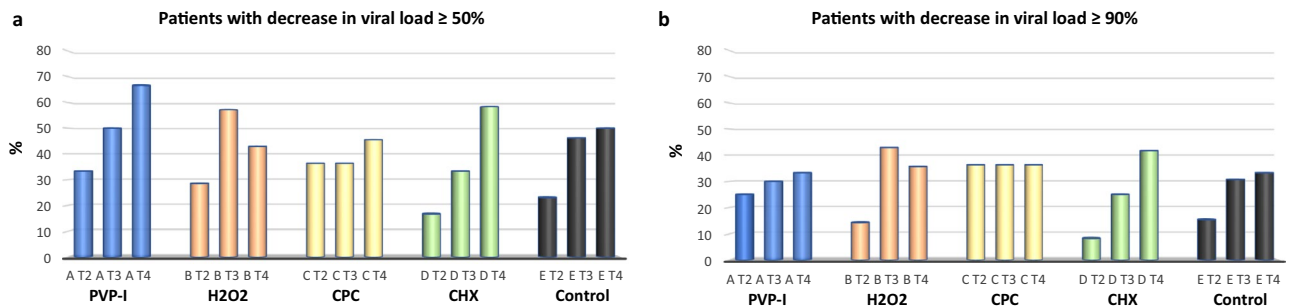 a
Patients with decrease in viral load ≥ 50%
80
70
60
50
40
30
20
10
0
%
A T2 A T3 A T4 B T2 B T3 B T4 C T2 C T3 C T4 D T2 D T3 D T4 E T2 E T3 E T4
PVP-I H2O2 CPC CHX Control
b
Patients with decrease in viral load ≥ 90%
80
70
60
50
40
30
20
10
0
%
A T2 A T3 A T4 B T2 B T3 B T4 C T2 C T3 C T4 D T2 D T3 D T4 E T2 E T3 E T4
PVP-I H2O2 CPC CHX Control